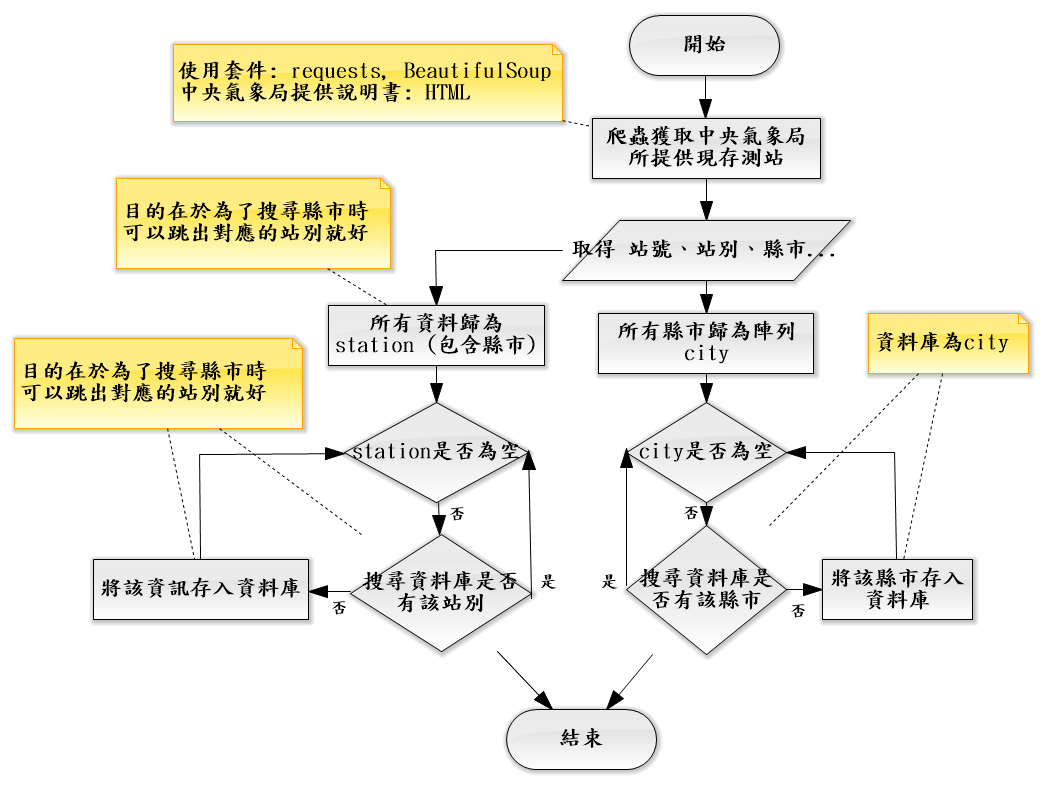 開始
使用套件: requests, BeautifulSoup
中央氣象局提供說明書: HTML
爬蟲獲取中央氣象局
所提供現存測站
目的在於為了搜尋縣市時
可以跳出對應的站別就好
取得 站號、站別、縣市...
所有資料歸為
station (包含縣市)
所有縣市歸為陣列
city
資料庫為city
目的在於為了搜尋縣市時
可以跳出對應的站別就好
station是否為空
city是否為空
否
否
將該資訊存入資料庫
否
搜尋資料庫是否
有該站別
是
是
搜尋資料庫是
否有該縣市
否
將該縣市存入
資料庫
結束